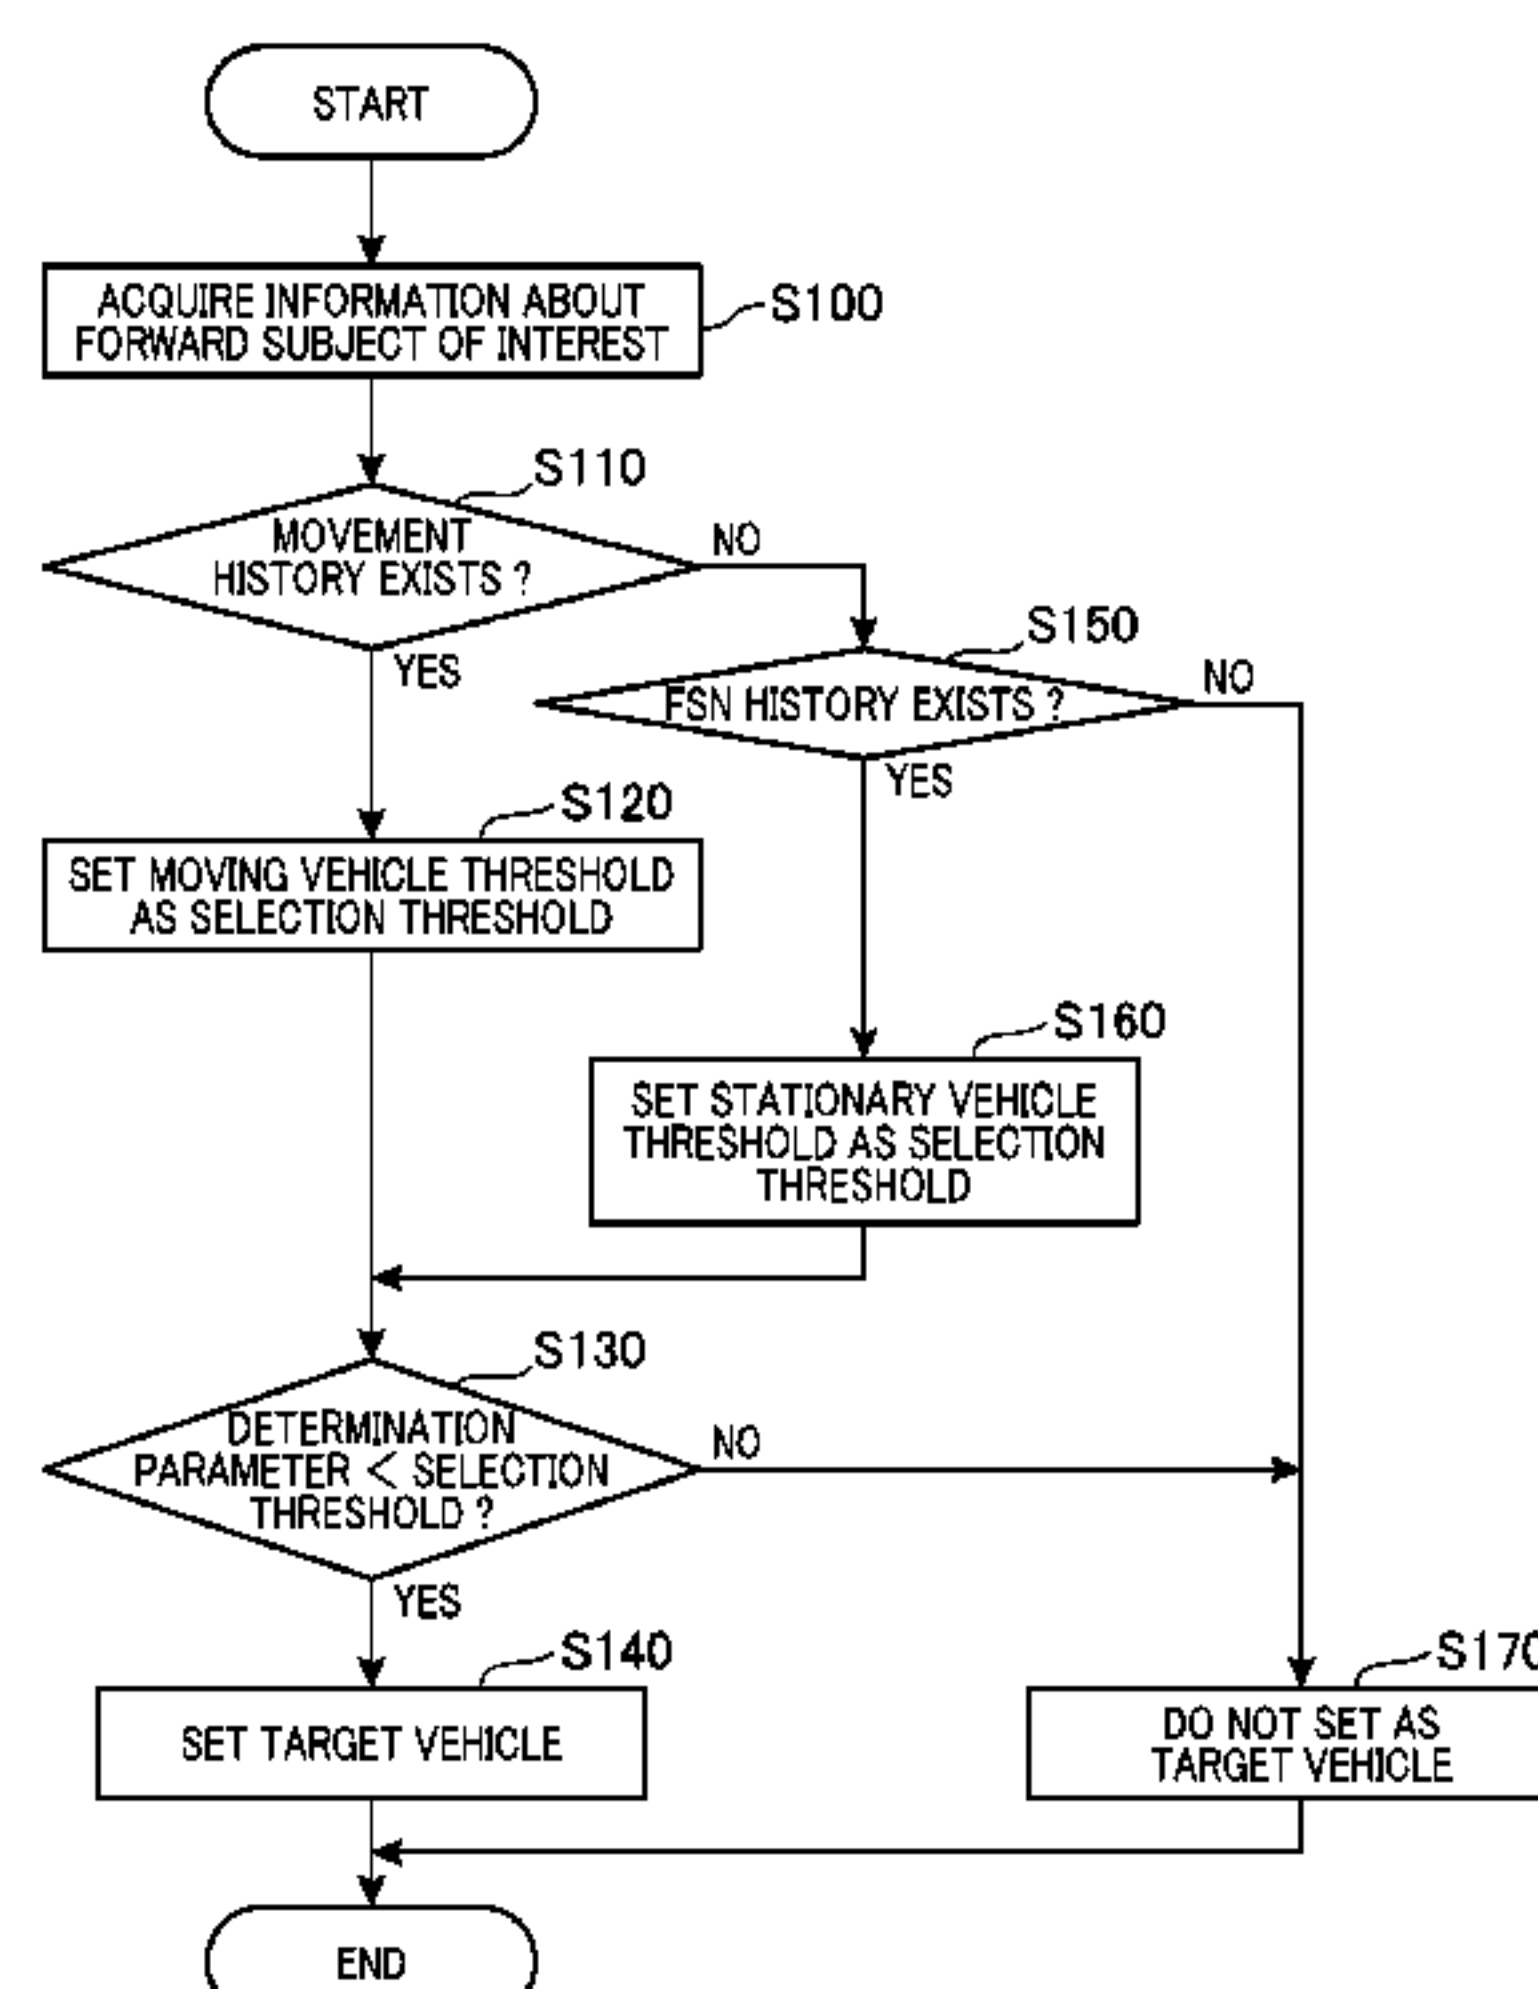 START
ACQUIRE INFORMATION ABOUT
FORWARD SUBJECT OF INTEREST
S100
S110
MOVEMENT
HISTORY EXISTS ?
NO
YES
S150
FSN HISTORY EXISTS ?
NO
YES
S120
SET MOVING VEHICLE THRESHOLD
AS SELECTION THRESHOLD
S160
SET STATIONARY VEHICLE
THRESHOLD AS SELECTION
THRESHOLD
S130
DETERMINATION
PARAMETER < SELECTION
THRESHOLD ?
NO
YES
S140
SET TARGET VEHICLE
S170
DO NOT SET AS
TARGET VEHICLE
END